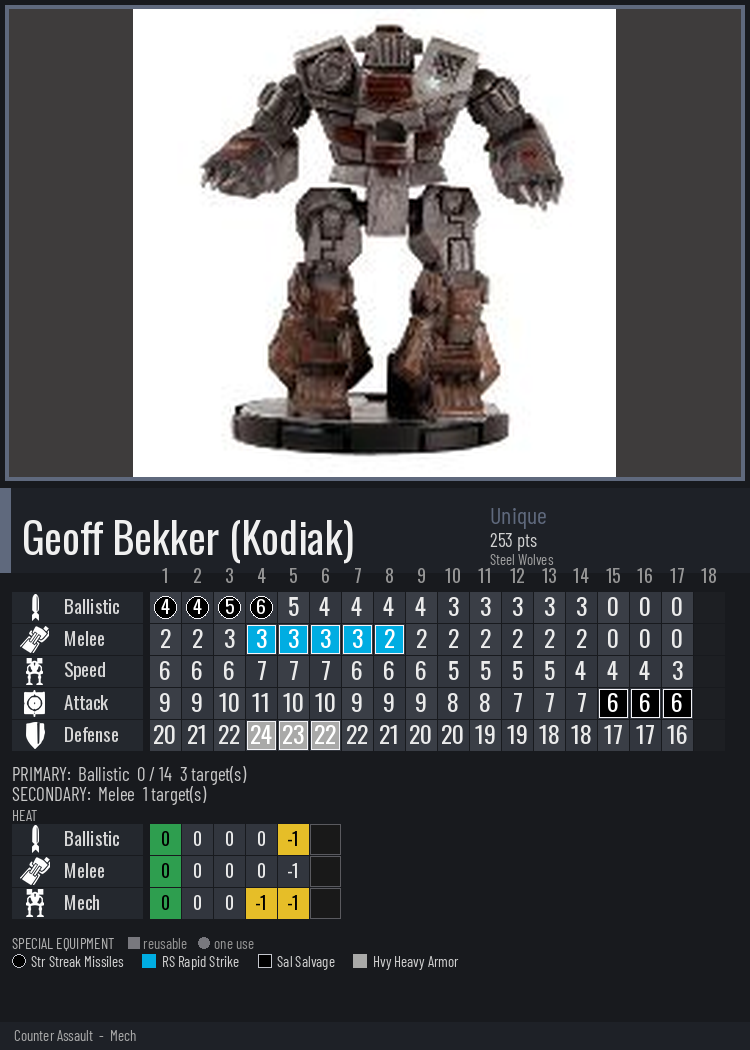 Geoff Bekker (Kodiak)
Unique
253 pts
Steel Wolves
1 2 3 4 5 6 7 8 9 10 11 12 13 14 15 16 17 18
Ballistic 4 4 5 6 5 4 4 4 4 3 3 3 3 3 0 0 0
Melee 2 2 3 3 3 3 3 2 2 2 2 2 2 2 0 0 0
Speed 6 6 6 7 7 7 6 6 6 5 5 5 5 4 4 4 3
Attack 9 9 10 11 10 10 9 9 9 8 8 7 7 7 6 6 6
Defense 20 21 22 24 23 22 22 21 20 20 19 19 18 18 17 17 16
PRIMARY: Ballistic 0 / 14 3 target(s)
SECONDARY: Melee 1 target(s)
HEAT
Ballistic 0 0 0 0 -1
Melee 0 0 0 0 -1
Mech 0 0 0 -1 -1
SPECIAL EQUIPMENT reusable one use
Str Streak Missiles RS Rapid Strike Sal Salvage Hvy Heavy Armor
Counter Assault - Mech